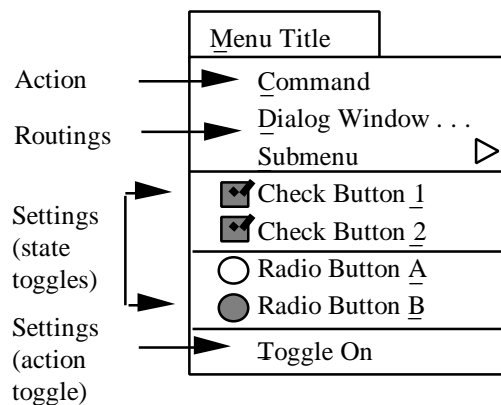 Menu Title
Action
Command
Routings
Dialog Window . . .
Submenu
Settings
(state
toggles)
Check Button 1
Check Button 2
Radio Button A
Radio Button B
Settings
(action
toggle)
Toggle On